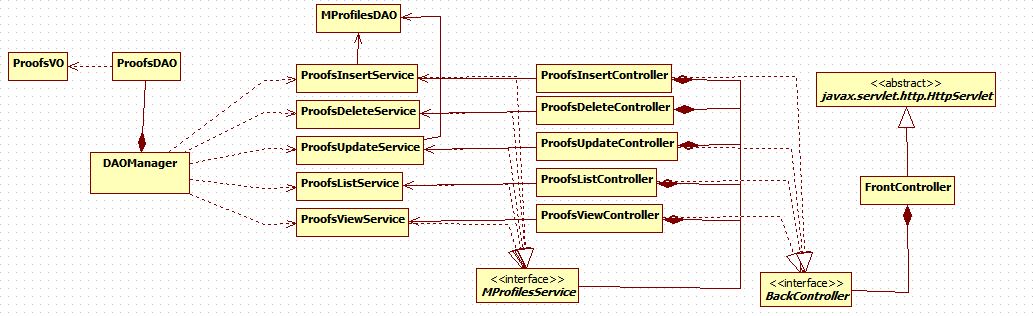 MProfilesDAO
ProofsVO
ProofsDAO
ProofsInsertService
ProofsInsertController
<<abstract>>
javax.servlet.http.HttpServlet
ProofsDeleteService
ProofsDeleteController
DAOManager
ProofsUpdateService
ProofsUpdateController
ProofsListService
ProofsListController
FrontController
ProofsViewService
ProofsViewController
<<interface>>
MProfilesService
<<interface>>
BackController